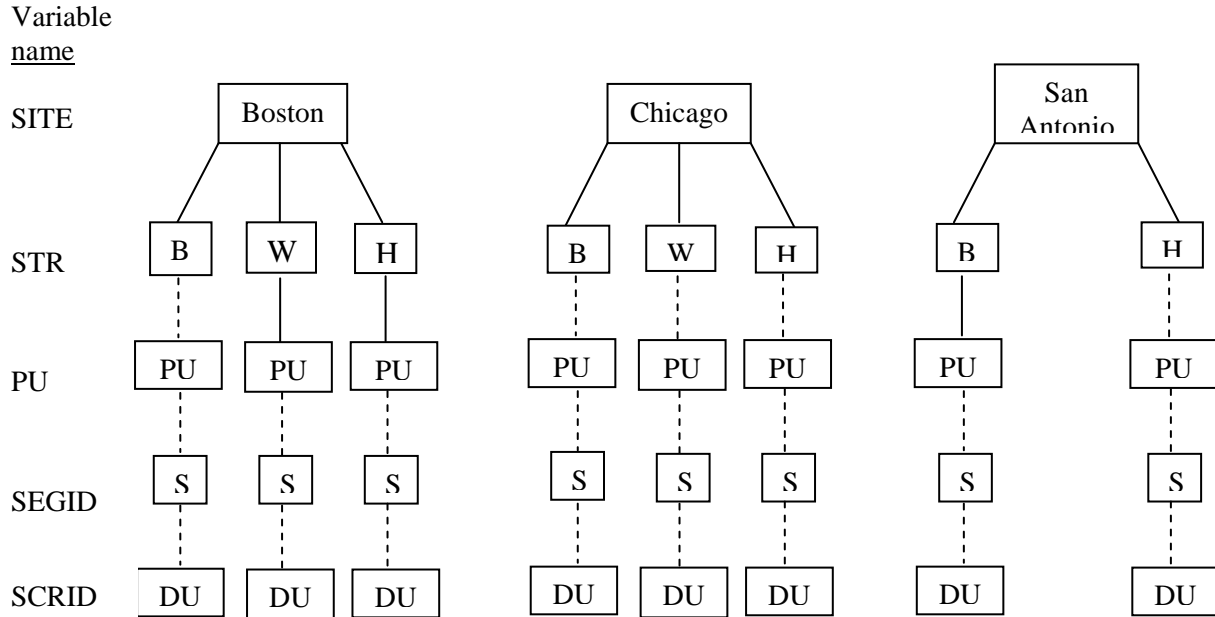 Variable
name
SITE Boston Chicago San
Antonio
STR B W H B W H B H
PU PU PU PU PU PU PU PU PU
SEGID S S S S S S S S
SCRID DU DU DU DU DU DU DU DU